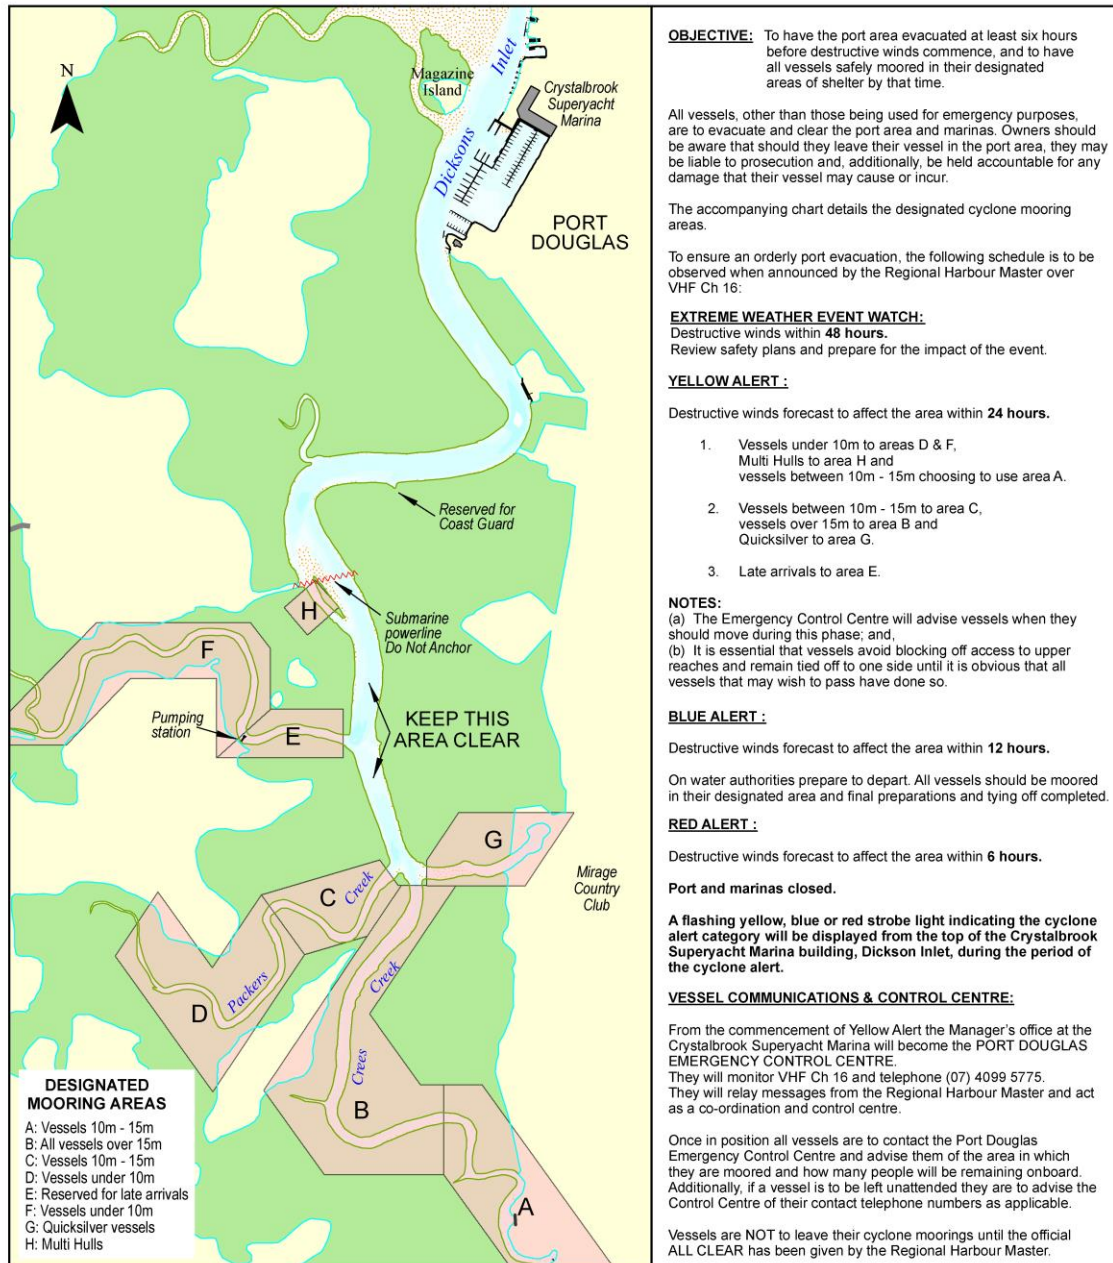 N
Magazine
Island
Dicksons Inlet
Crystalbrook
Superyacht
Marina
PORT
DOUGLAS
Reserved for
Coast Guard
H
Submarine
powerline
Do Not Anchor
F
Pumping
station
E
KEEP THIS
AREA CLEAR
G
Mirage
Country
Club
C
Packers Creek
D
Crees Creek
B
A
DESIGNATED
MOORING AREAS
A: Vessels 10m - 15m
B: All vessels over 15m
C: Vessels 10m - 15m
D: Vessels under 10m
E: Reserved for late arrivals
F: Vessels under 10m
G: Quicksilver vessels
H: Multi Hulls
OBJECTIVE: To have the port area evacuated at least six hours
before destructive winds commence, and to have
all vessels safely moored in their designated
areas of shelter by that time.
All vessels, other than those being used for emergency purposes,
are to evacuate and clear the port area and marinas. Owners should
be aware that should they leave their vessel in the port area, they may
be liable to prosecution and, additionally, be held accountable for any
damage that their vessel may cause or incur.
The accompanying chart details the designated cyclone mooring
areas.
To ensure an orderly port evacuation, the following schedule is to be
observed when announced by the Regional Harbour Master over
VHF Ch 16:
EXTREME WEATHER EVENT WATCH:
Destructive winds within 48 hours.
Review safety plans and prepare for the impact of the event.
YELLOW ALERT :
Destructive winds forecast to affect the area within 24 hours.
1. Vessels under 10m to areas D & F,
Multi Hulls to area H and
vessels between 10m - 15m choosing to use area A.
2. Vessels between 10m - 15m to area C,
vessels over 15m to area B and
Quicksilver to area G.
3. Late arrivals to area E.
NOTES:
(a) The Emergency Control Centre will advise vessels when they
should move during this phase; and,
(b) It is essential that vessels avoid blocking off access to upper
reaches and remain tied off to one side until it is obvious that all
vessels that may wish to pass have done so.
BLUE ALERT :
Destructive winds forecast to affect the area within 12 hours.
On water authorities prepare to depart. All vessels should be moored
in their designated area and final preparations and tying off completed.
RED ALERT :
Destructive winds forecast to affect the area within 6 hours.
Port and marinas closed.
A flashing yellow, blue or red strobe light indicating the cyclone
alert category will be displayed from the top of the Crystalbrook
Superyacht Marina building, Dickson Inlet, during the period of
the cyclone alert.
VESSEL COMMUNICATIONS & CONTROL CENTRE:
From the commencement of Yellow Alert the Manager's office at the
Crystalbrook Superyacht Marina will become the PORT DOUGLAS
EMERGENCY CONTROL CENTRE.
They will monitor VHF Ch 16 and telephone (07) 4099 5775.
They will relay messages from the Regional Harbour Master and act
as a co-ordination and control centre.
Once in position all vessels are to contact the Port Douglas
Emergency Control Centre and advise them of the area in which
they are moored and how many people will be remaining onboard.
Additionally, if a vessel is to be left unattended they are to advise the
Control Centre of their contact telephone numbers as applicable.
Vessels are NOT to leave their cyclone moorings until the official
ALL CLEAR has been given by the Regional Harbour Master.